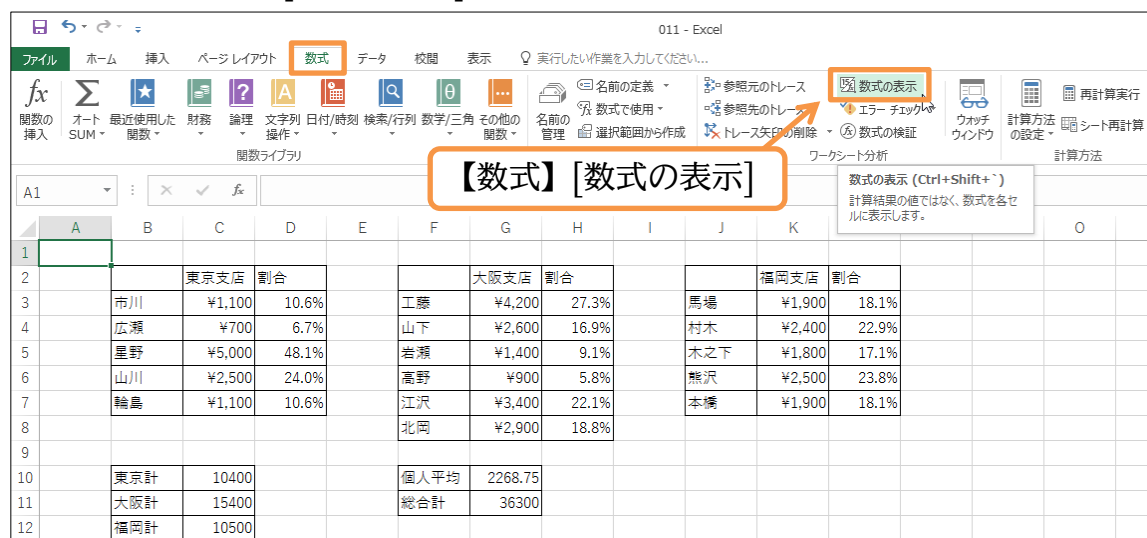 011 - Excel
ファイル ホーム 挿入 ページ レイアウト 数式 データ 校閲 表示 実行したい作業を入力してください...
fx 関数の挿入
Σ オート SUM
最近使用した関数
財務
論理
文字列操作
日付/時刻
検索/行列
数学/三角
その他の関数
関数ライブラリ
名前の管理
名前の定義
数式で使用
選択範囲から作成
参照元のトレース
参照先のトレース
トレース矢印の削除
数式の表示
エラー チェック
数式の検証
ワークシート分析
ウォッチ ウィンドウ
計算方法の設定
再計算実行
シート再計算
計算方法
【数式】[数式の表示]
数式の表示 (Ctrl+Shift+`)
計算結果の値ではなく、数式を各セ
ルに表示します。
A1 fx
A B C D E F G H I J K O
1
2 東京支店 割合 大阪支店 割合 福岡支店 割合
3 市川 ¥1,100 10.6% 工藤 ¥4,200 27.3% 馬場 ¥1,900 18.1%
4 広瀬 ¥700 6.7% 山下 ¥2,600 16.9% 村木 ¥2,400 22.9%
5 星野 ¥5,000 48.1% 岩瀬 ¥1,400 9.1% 木之下 ¥1,800 17.1%
6 山川 ¥2,500 24.0% 高野 ¥900 5.8% 熊沢 ¥2,500 23.8%
7 輪島 ¥1,100 10.6% 江沢 ¥3,400 22.1% 本橋 ¥1,900 18.1%
8 北岡 ¥2,900 18.8%
9
10 東京計 10400 個人平均 2268.75
11 大阪計 15400 総合計 36300
12 福岡計 10500